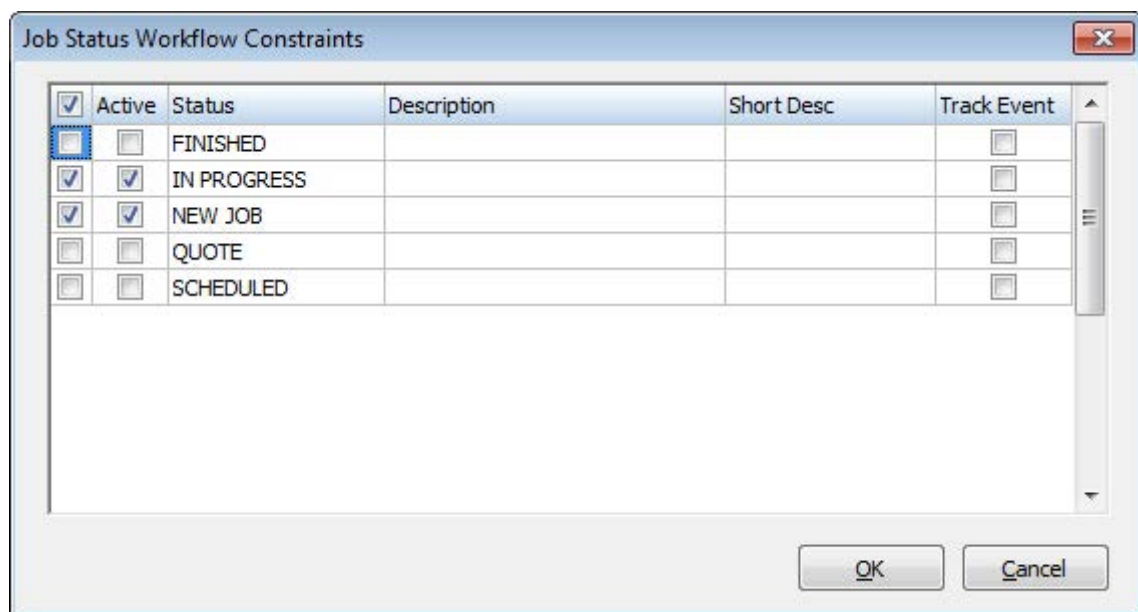 Job Status Workflow Constraints
Active Status Description Short Desc Track Event
FINISHED
IN PROGRESS
NEW JOB
QUOTE
SCHEDULED
OK Cancel